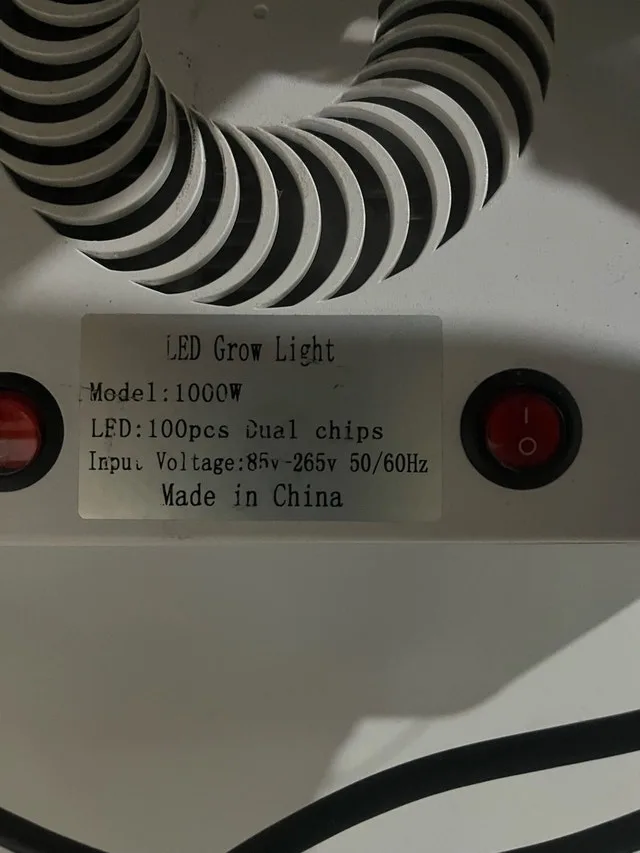 LED Grow Light
Model:1000W
LED:100pcs Dual chips
Input Voltage:85v-265v 50/60Hz
Made in China